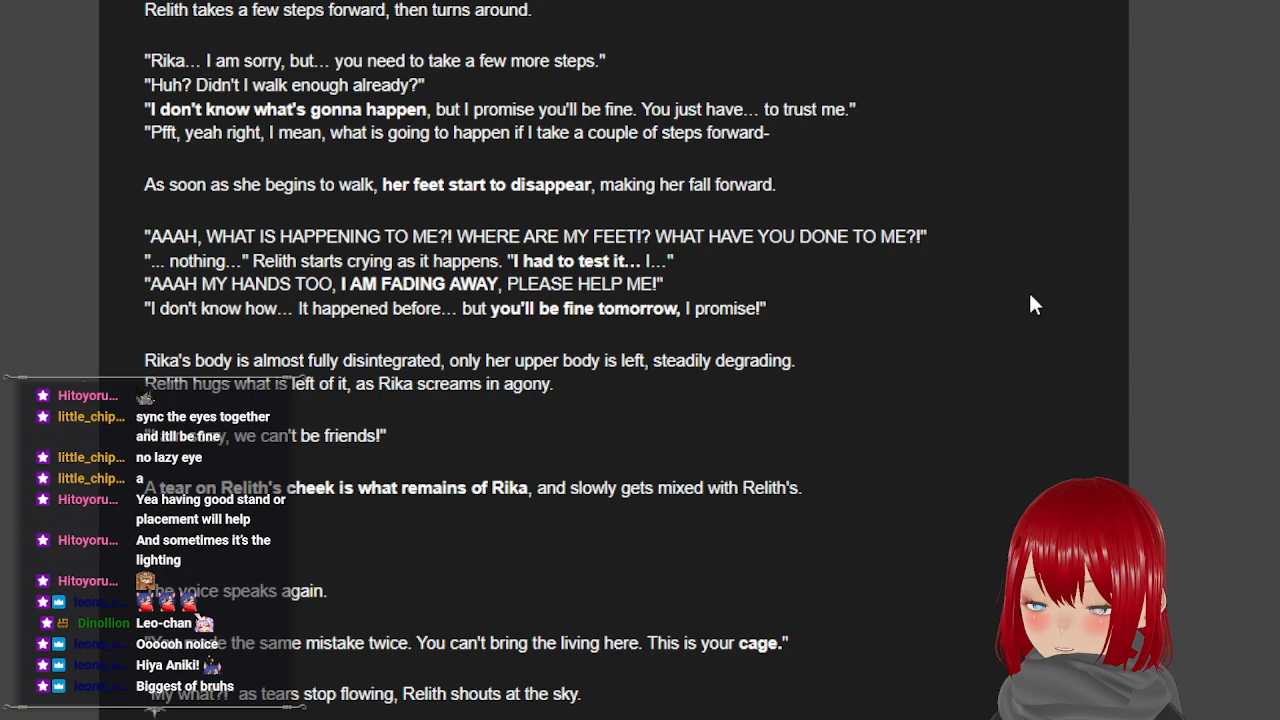 Relith takes a few steps forward, then turns around.
"Rika… I am sorry, but… you need to take a few more steps."
"Huh? Didn't I walk enough already?"
"I don't know what's gonna happen, but I promise you'll be fine. You just have… to trust me."
"Pfft, yeah right, I mean, what is going to happen if I take a couple of steps forward-
As soon as she begins to walk, her feet start to disappear, making her fall forward.
"AAAH, WHAT IS HAPPENING TO ME?! WHERE ARE MY FEET!? WHAT HAVE YOU DONE TO ME?!"
"... nothing…" Relith starts crying as it happens. "I had to test it… I…"
"AAAH MY HANDS TOO, I AM FADING AWAY, PLEASE HELP ME!"
"I don't know how… It happened before… but you'll be fine tomorrow, I promise!"
Rika's body is almost fully disintegrated, only her upper body is left, steadily degrading.
Relith hugs what is left of it, as Rika screams in agony.
we can't be friends!"
A tear on Relith's cheek is what remains of Rika, and slowly gets mixed with Relith's.
voice speaks again.
the same mistake twice. You can't bring the living here. This is your cage."
"My what?! as tears stop flowing, Relith shouts at the sky.
Hitoyoru...
little_chip... sync the eyes together
and itll be fine
little_chip... no lazy eye
little_chip... a
Hitoyoru... Yea having good stand or
placement will help
Hitoyoru... And sometimes it's the
lighting
Hitoyoru...
Dinollion Leo-chan
Oooooh noice
Hiya Aniki!
Biggest of bruhs